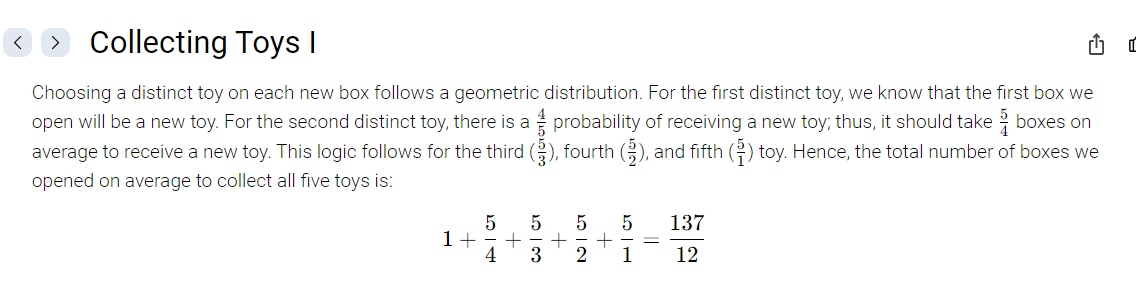 Collecting Toys I
Choosing a distinct toy on each new box follows a geometric distribution. For the first distinct toy, we know that the first box we
open will be a new toy. For the second distinct toy, there is a 4/5 probability of receiving a new toy; thus, it should take 5/4 boxes on
average to receive a new toy. This logic follows for the third (5/3), fourth (5/2), and fifth (5/1) toy. Hence, the total number of boxes we
opened on average to collect all five toys is:
1 + 5/4 + 5/3 + 5/2 + 5/1 = 137/12